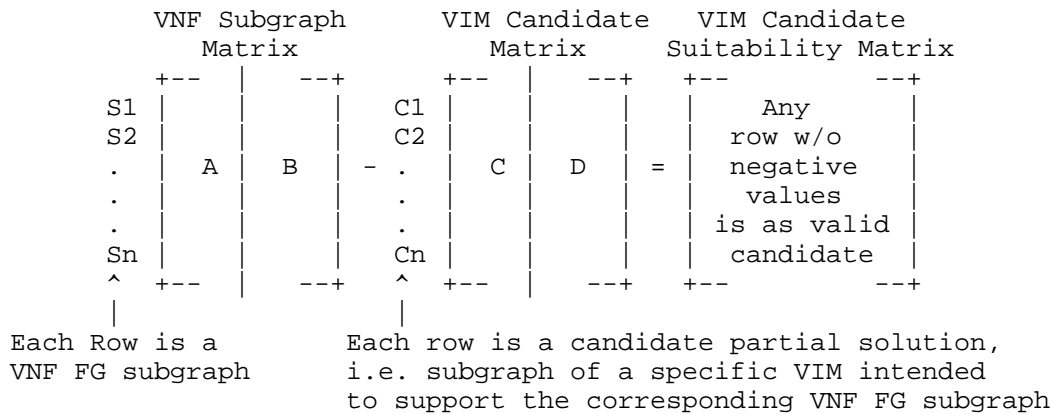 VNF Subgraph VIM Candidate VIM Candidate
Matrix Matrix Suitability Matrix
+-- | --+ +-- | --+ +-- --+
S1 | | | C1 | | | | Any |
S2 | | | C2 | | | | row w/o |
. | A | B | - . | C | D | = | negative |
. | | | . | | | | values |
. | | | . | | | | is as valid |
Sn | | | Cn | | | | candidate |
^ +-- | --+ ^ +-- | --+ +-- --+
| |
Each Row is a Each row is a candidate partial solution,
VNF FG subgraph i.e. subgraph of a specific VIM intended
to support the corresponding VNF FG subgraph